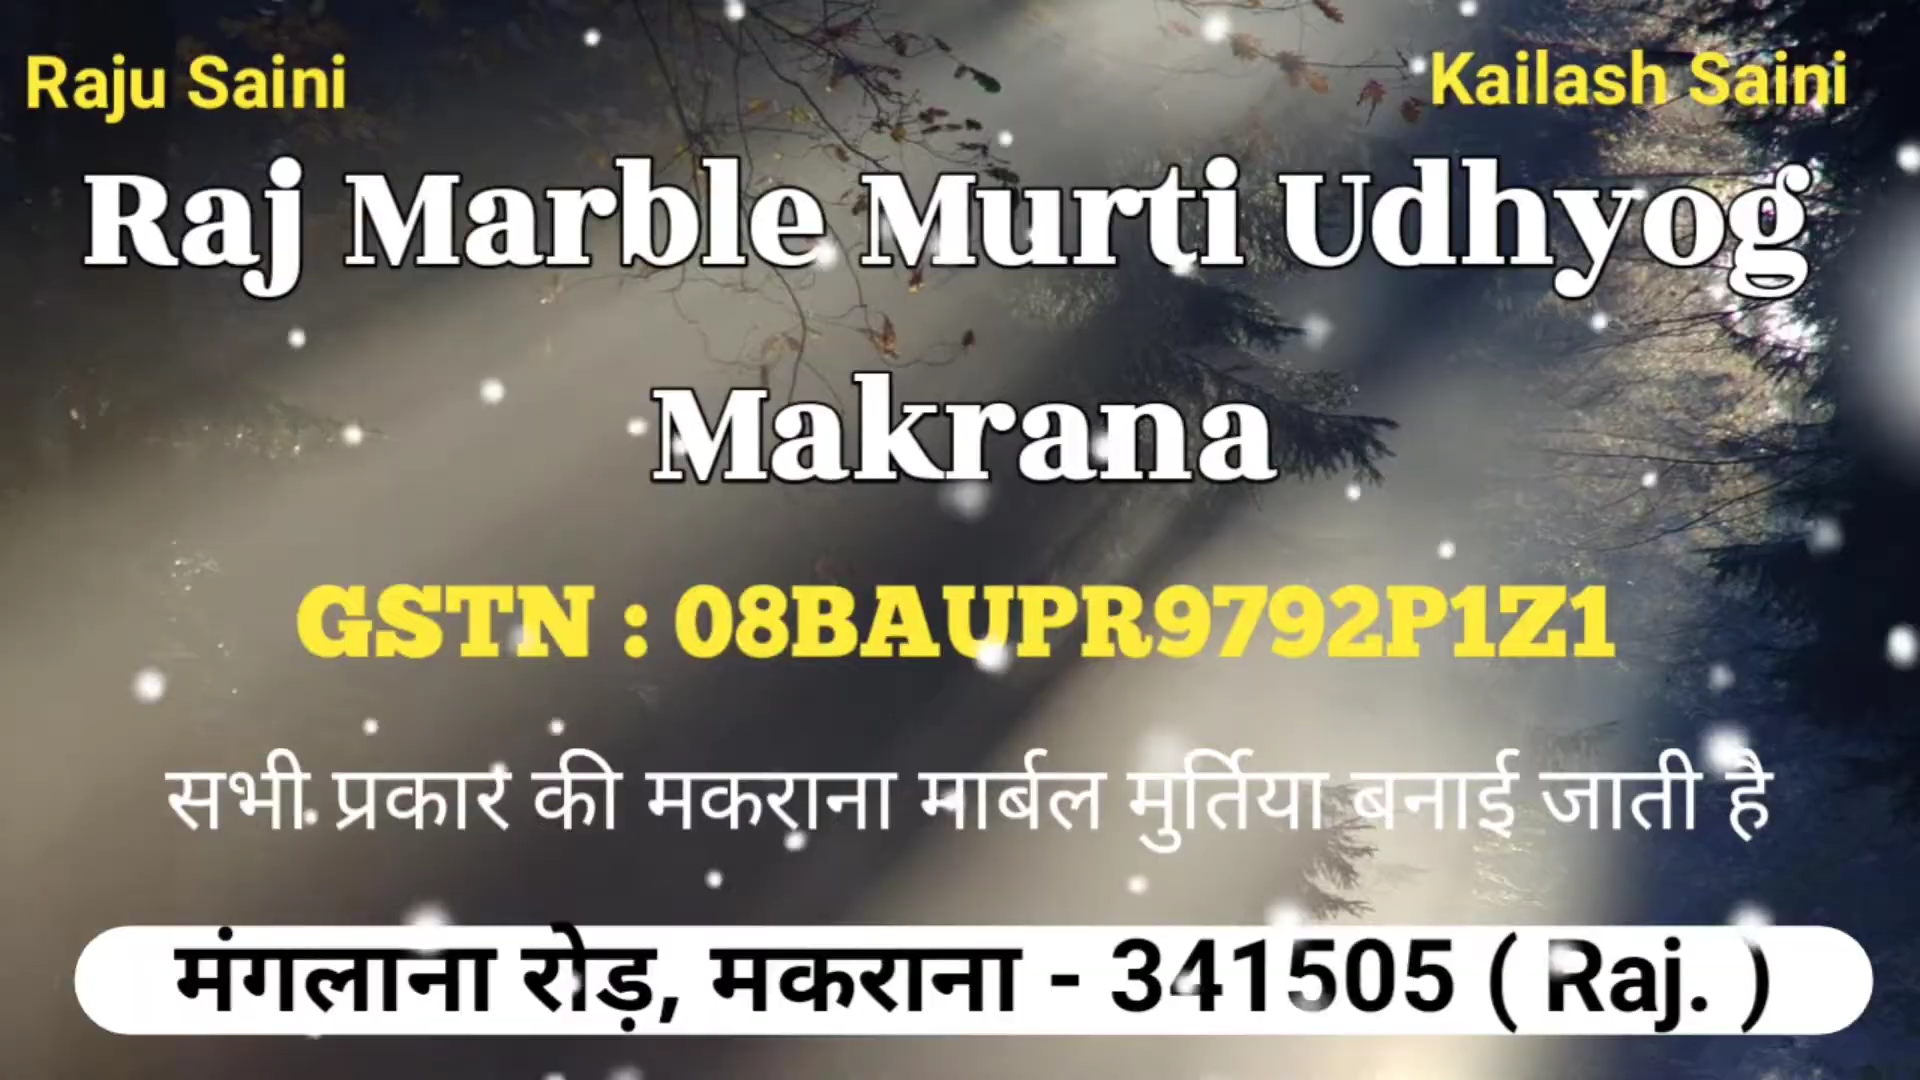 Raju Saini
Kailash Saini
Raj Marble Murti Udhyog
Makrana
GSTN : 08BAUPR9792P1Z1
सभी प्रकार की मकराना मार्बल मुर्तिया बनाई जाती है
मंगलाना रोड़, मकराना - 341505 ( Raj. )